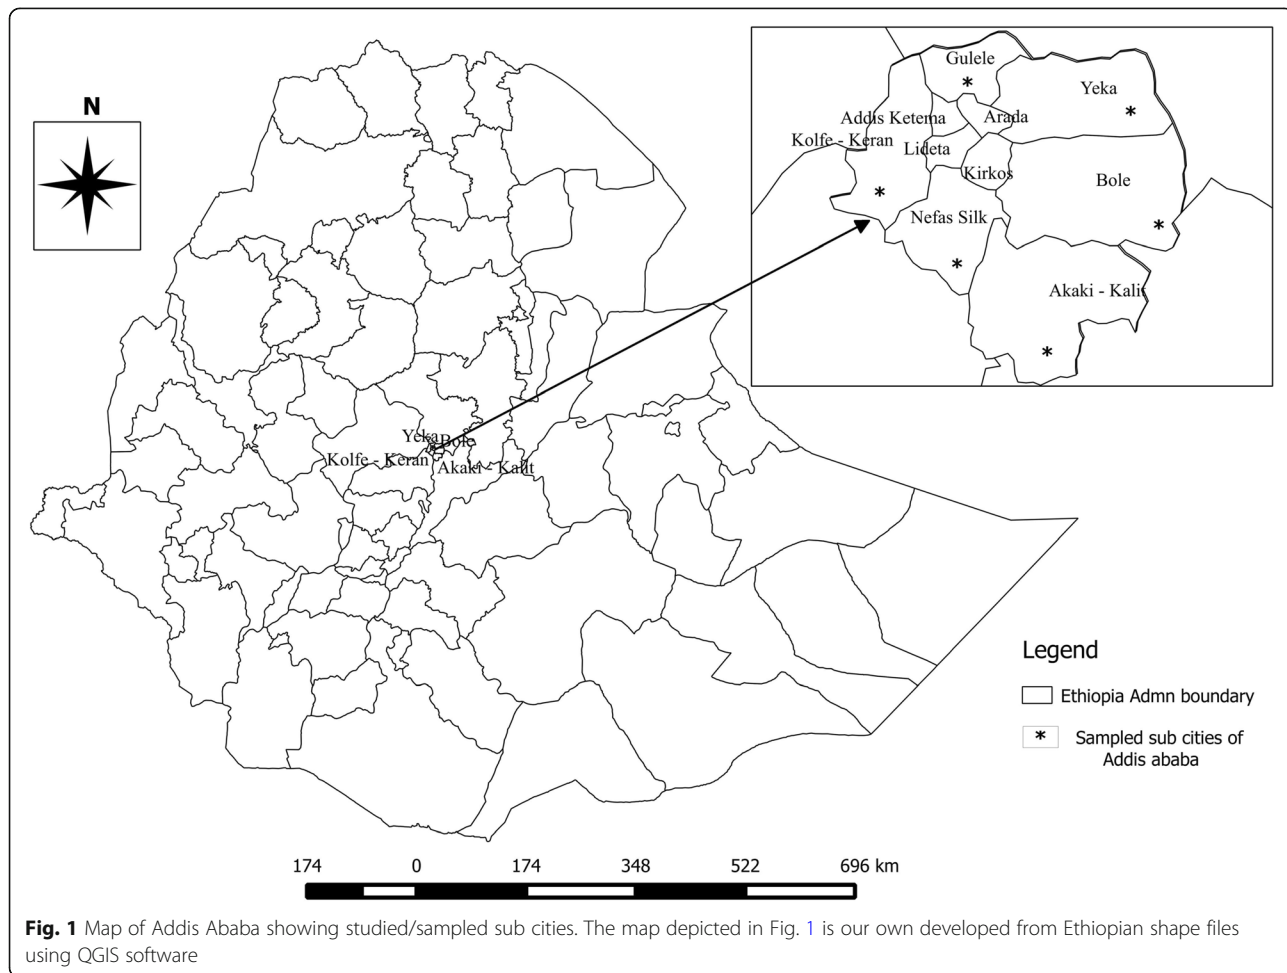 N
Gulele
Yeka
Addis Ketema
Arada
Kolfe - Keran
Lideta
Kirkos
Bole
Nefas Silk
Akaki - Kalit
Yeka
Bole
Kolfe - Keran
Akaki - Kalit
Legend
Ethiopia Admn boundary
* Sampled sub cities of
Addis ababa
174 0 174 348 522 696 km
Fig. 1 Map of Addis Ababa showing studied/sampled sub cities. The map depicted in Fig. 1 is our own developed from Ethiopian shape files
using QGIS software